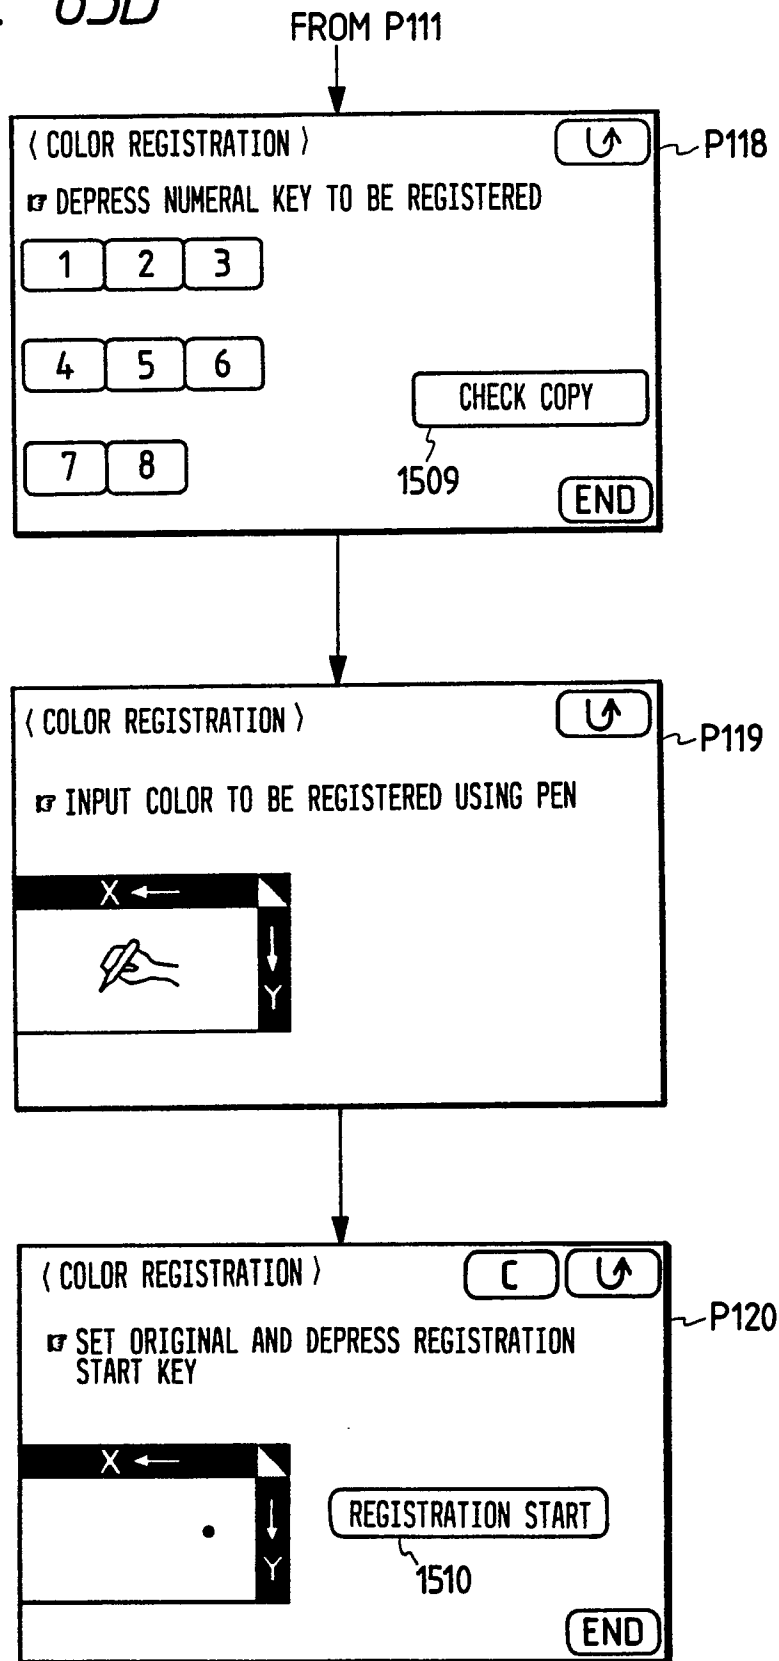 65D
FROM P111
〈 COLOR REGISTRATION 〉
P118
☞ DEPRESS NUMERAL KEY TO BE REGISTERED
1 2 3
4 5 6
CHECK COPY
7 8
1509
END
〈 COLOR REGISTRATION 〉
P119
☞ INPUT COLOR TO BE REGISTERED USING PEN
X ←
↓
Y
〈 COLOR REGISTRATION 〉
C
P120
☞ SET ORIGINAL AND DEPRESS REGISTRATION
START KEY
X ←
↓
REGISTRATION START
Y
1510
END